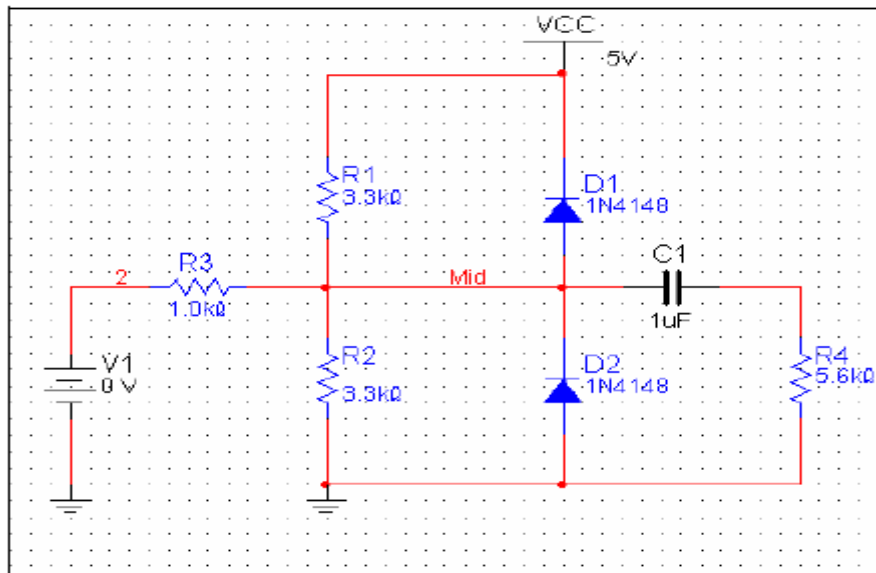 VCC
5V
R1
3.3kΩ
D1
1N4148
R3
1.0kΩ
2
Mid
C1
1uF
V1
0 V
R2
3.3kΩ
D2
1N4148
R4
5.6kΩ